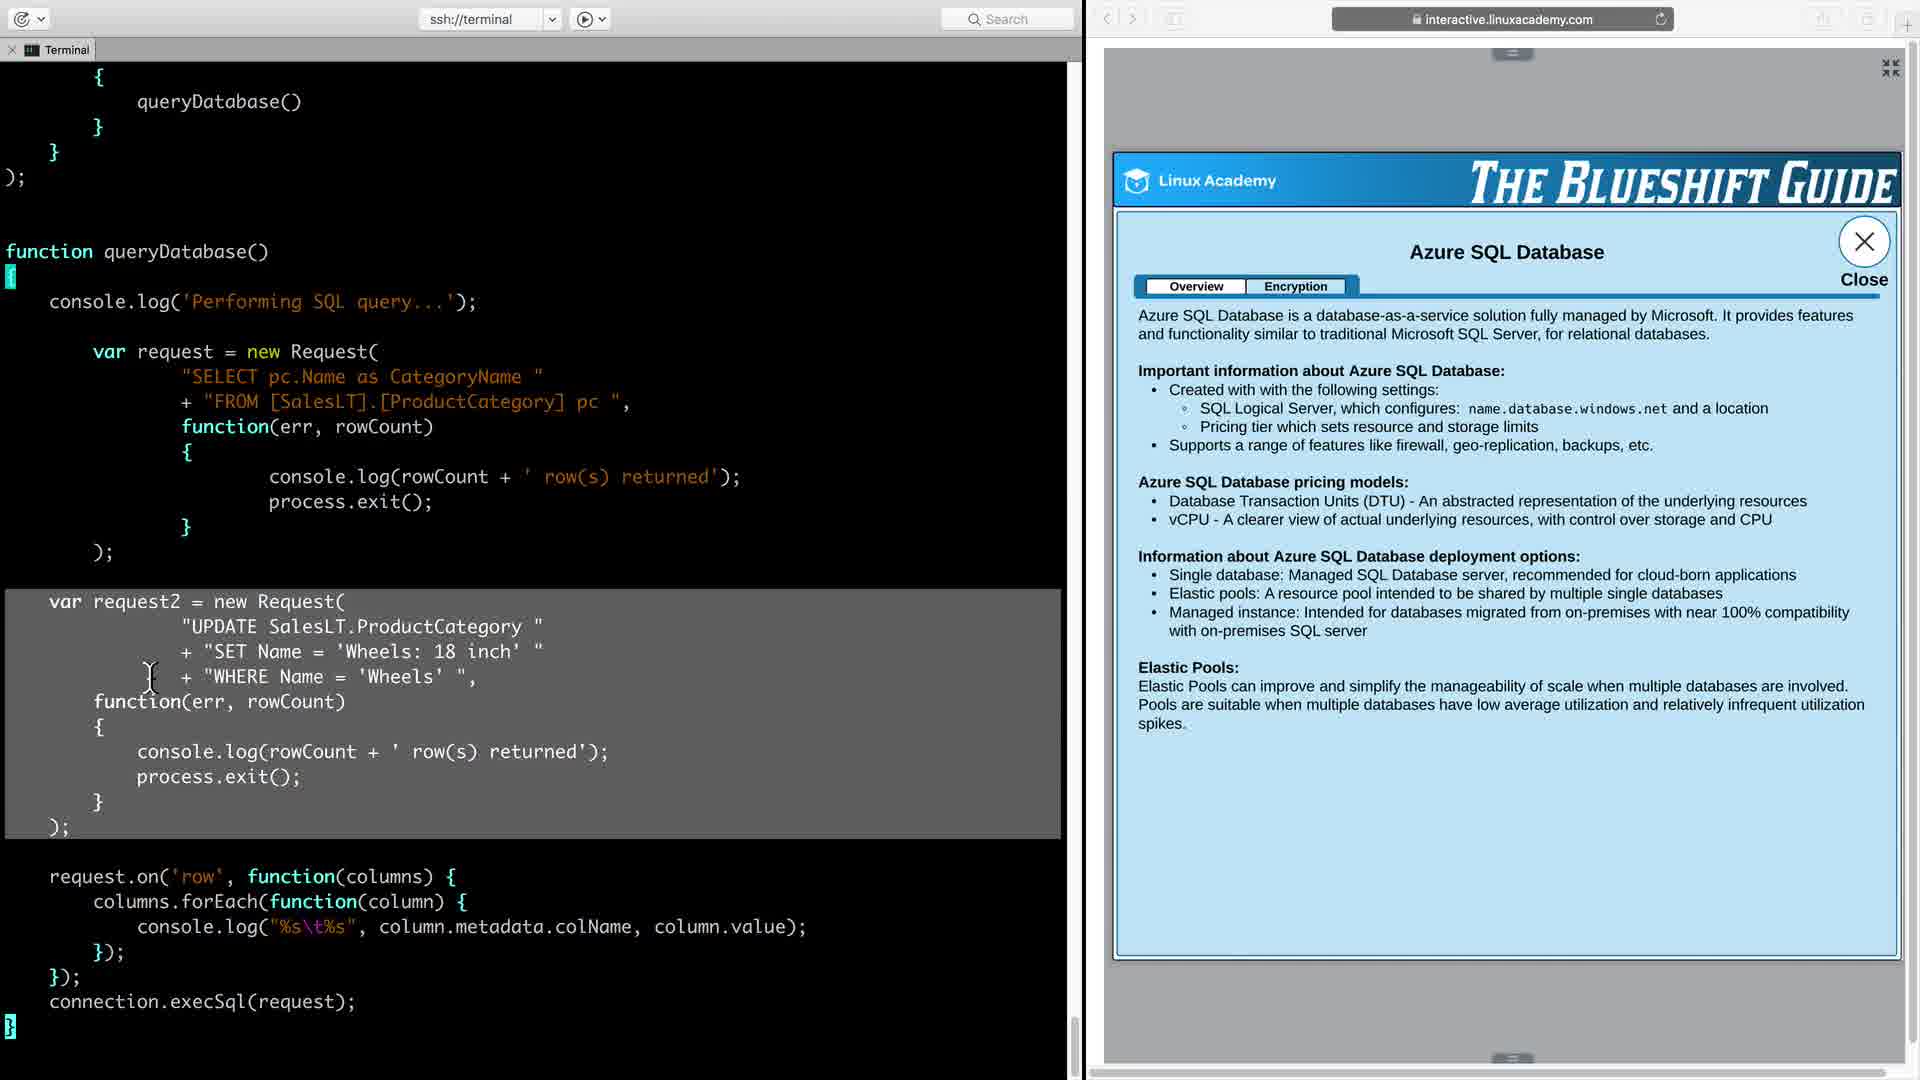 ssh://terminal
Search
Terminal
{
queryDatabase()
}
}
);
function queryDatabase()
{
console.log('Performing SQL query...');
var request = new Request(
"SELECT pc.Name as CategoryName "
+ "FROM [SalesLT].[ProductCategory] pc ",
function(err, rowCount)
{
console.log(rowCount + ' row(s) returned');
process.exit();
}
);
var request2 = new Request(
"UPDATE SalesLT.ProductCategory "
+ "SET Name = 'Wheels: 18 inch' "
+ "WHERE Name = 'Wheels' ",
function(err, rowCount)
{
console.log(rowCount + ' row(s) returned');
process.exit();
}
);
request.on('row', function(columns) {
columns.forEach(function(column) {
console.log("%s\t%s", column.metadata.colName, column.value);
});
});
connection.execSql(request);
}
interactive.linuxacademy.com
Linux Academy
THE BLUESHIFT GUIDE
Azure SQL Database
Close
Overview
Encryption
Azure SQL Database is a database-as-a-service solution fully managed by Microsoft. It provides features
and functionality similar to traditional Microsoft SQL Server, for relational databases.
Important information about Azure SQL Database:
• Created with with the following settings:
◦ SQL Logical Server, which configures: name.database.windows.net and a location
◦ Pricing tier which sets resource and storage limits
• Supports a range of features like firewall, geo-replication, backups, etc.
Azure SQL Database pricing models:
• Database Transaction Units (DTU) - An abstracted representation of the underlying resources
• vCPU - A clearer view of actual underlying resources, with control over storage and CPU
Information about Azure SQL Database deployment options:
• Single database: Managed SQL Database server, recommended for cloud-born applications
• Elastic pools: A resource pool intended to be shared by multiple single databases
• Managed instance: Intended for databases migrated from on-premises with near 100% compatibility
with on-premises SQL server
Elastic Pools:
Elastic Pools can improve and simplify the manageability of scale when multiple databases are involved.
Pools are suitable when multiple databases have low average utilization and relatively infrequent utilization
spikes.